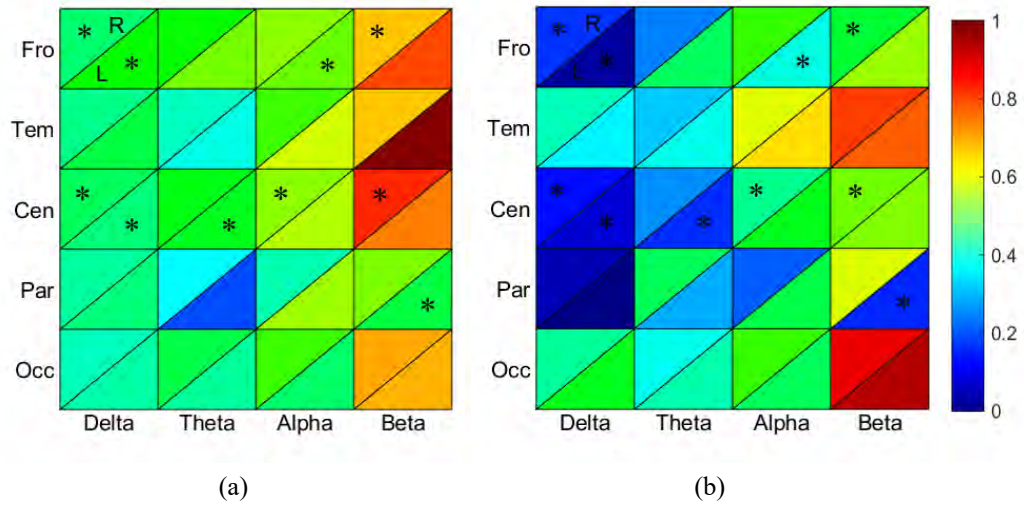 Fro
Tem
Cen
Par
Occ
* R
L *
*
*
*
*
*
*
*
*
*
Delta Theta Alpha Beta
(a)
Fro
Tem
Cen
Par
Occ
* R
L *
*
*
*
*
*
*
*
*
*
Delta Theta Alpha Beta
(b)
1
0.8
0.6
0.4
0.2
0